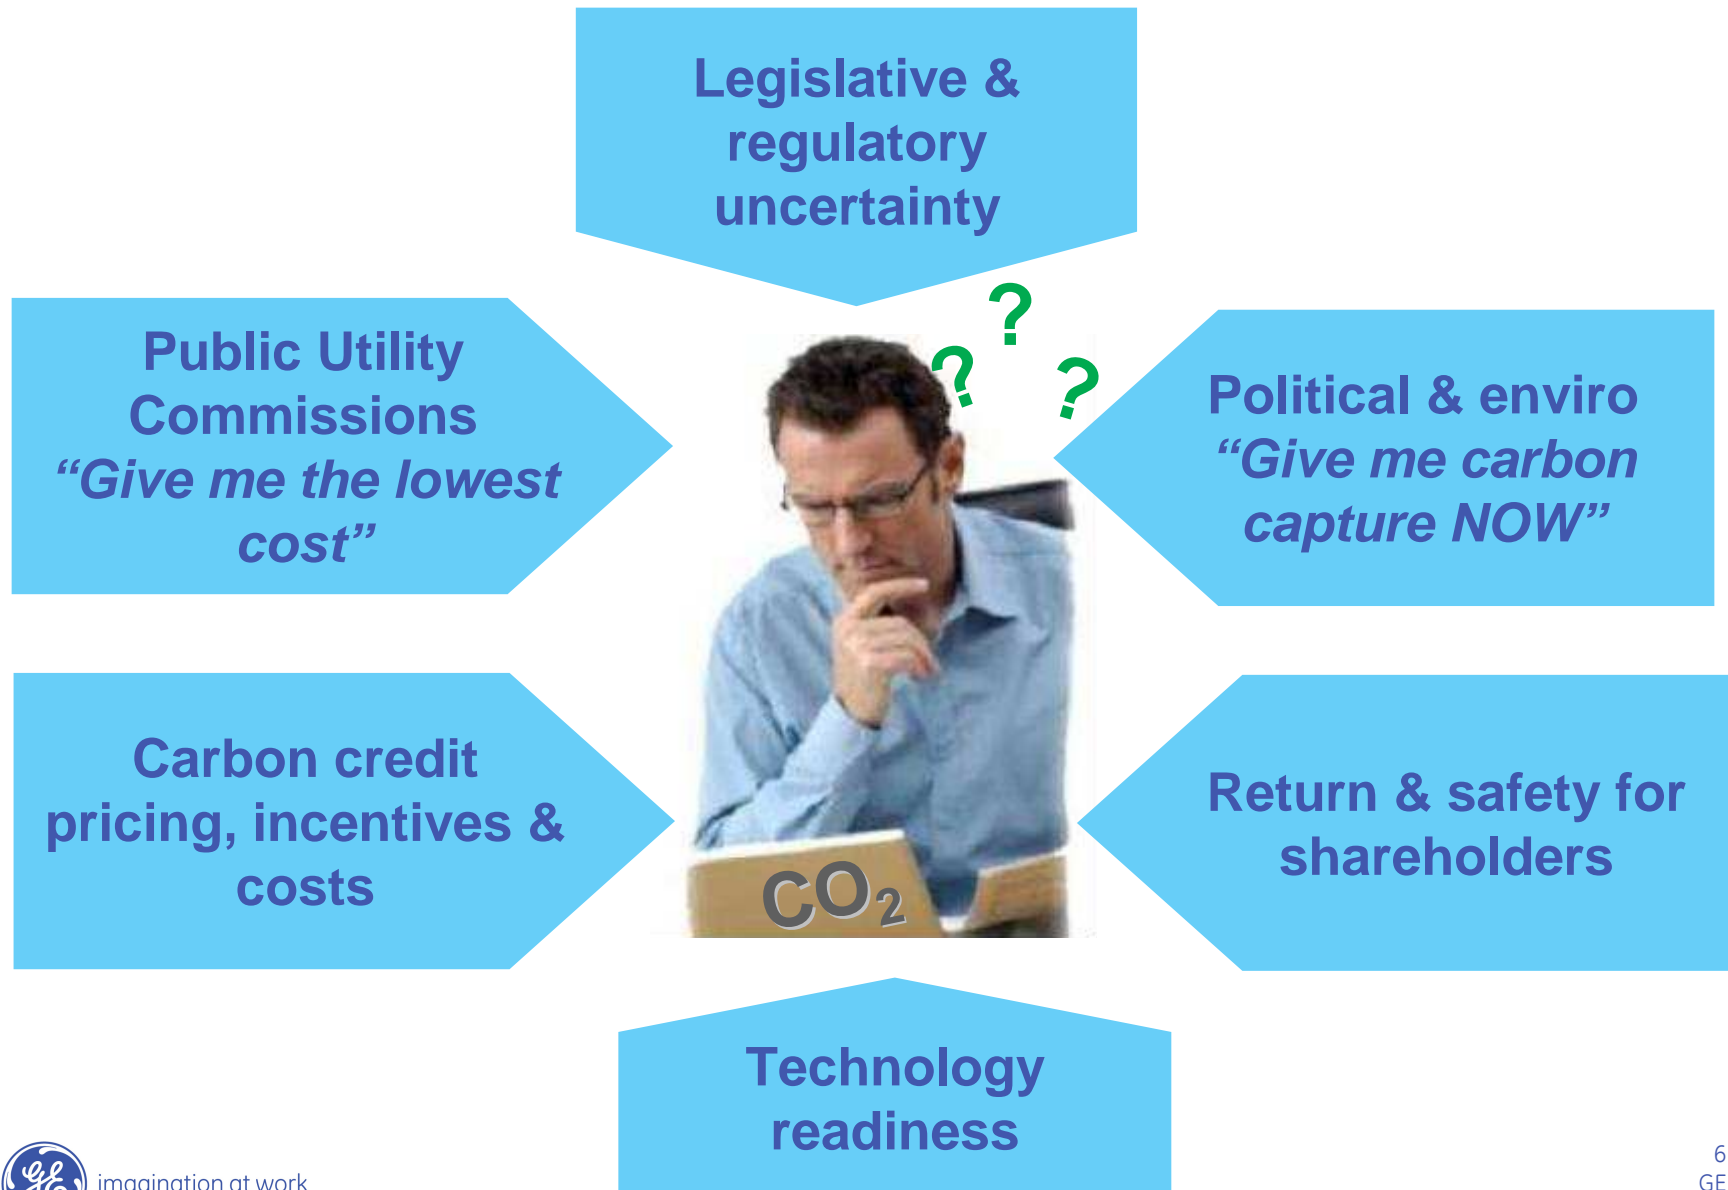 Legislative &
regulatory
uncertainty
?
?
?
Public Utility
Commissions
“Give me the lowest
cost”
Political & enviro
“Give me carbon
capture NOW”
Carbon credit
pricing, incentives &
costs
Return & safety for
shareholders
CO₂
Technology
readiness
GE
imagination at work
6
GE